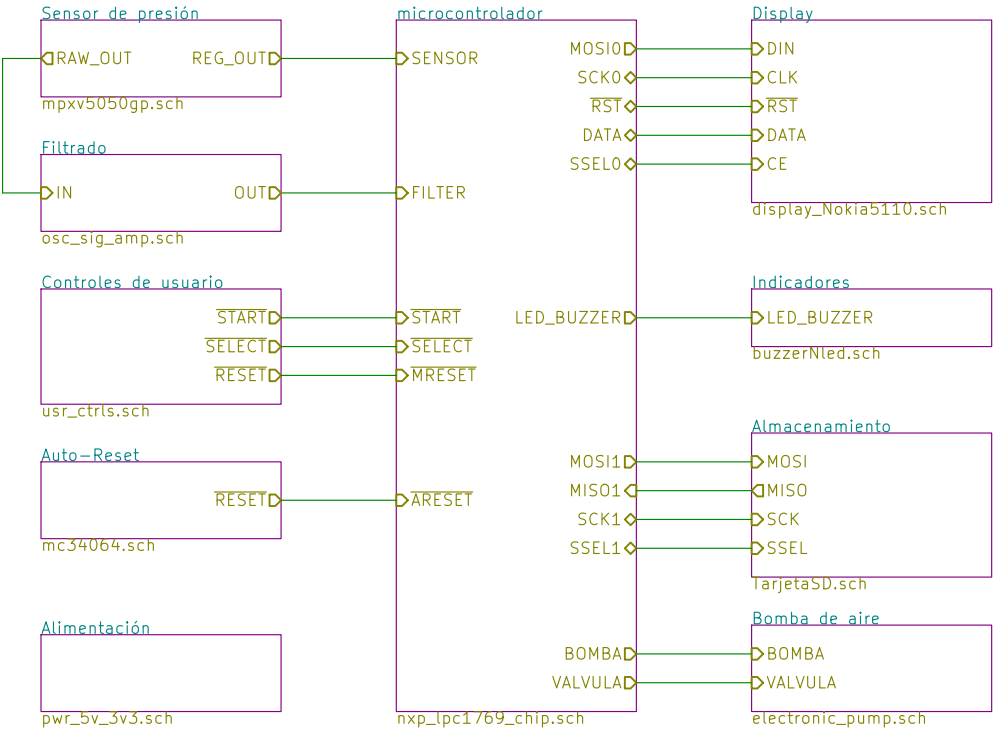 Sensor de presión
RAW_OUT REG_OUT
mpxv5050gp.sch
Filtrado
IN OUT
osc_sig_amp.sch
Controles de usuario
START
SELECT
RESET
usr_ctrls.sch
Auto-Reset
RESET
mc34064.sch
Alimentación
pwr_5v_3v3.sch
microcontrolador
MOSI0
SENSOR
SCK0
RST
DATA
SSEL0
FILTER
START LED_BUZZER
SELECT
MRESET
MOSI1
MISO1
ARESET
SCK1
SSEL1
BOMBA
VALVULA
nxp_lpc1769_chip.sch
Display
DIN
CLK
RST
DATA
CE
display_Nokia5110.sch
Indicadores
LED_BUZZER
buzzerNled.sch
Almacenamiento
MOSI
MISO
SCK
SSEL
TarjetaSD.sch
Bomba de aire
BOMBA
VALVULA
electronic_pump.sch